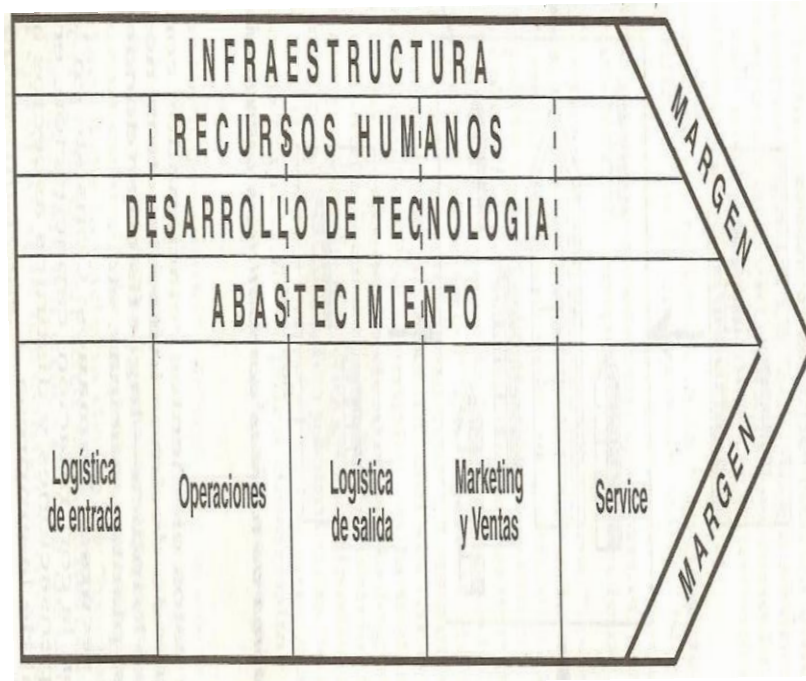 INFRAESTRUCTURA
RECURSOS HUMANOS
DESARROLLO DE TECNOLOGIA
ABASTECIMIENTO
MARGEN
Logística
de entrada
Operaciones
Logística
de salida
Marketing
y Ventas
Service
MARGEN